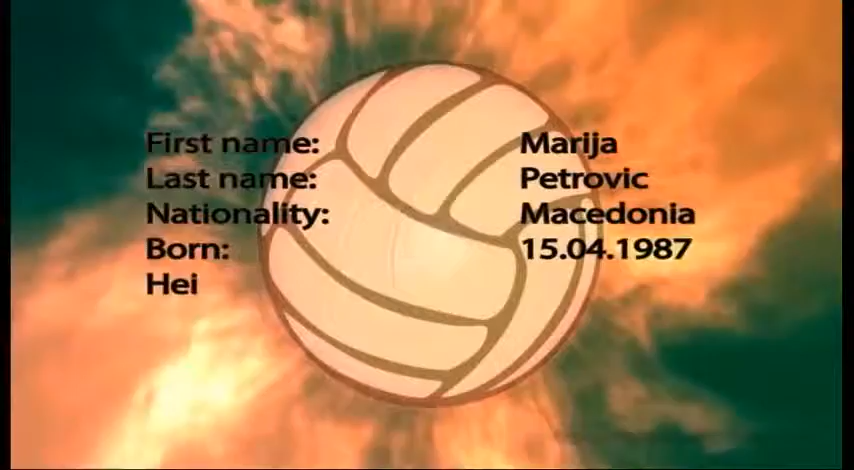 First name: Marija
Last name: Petrovic
Nationality: Macedonia
Born: 15.04.1987
Hei